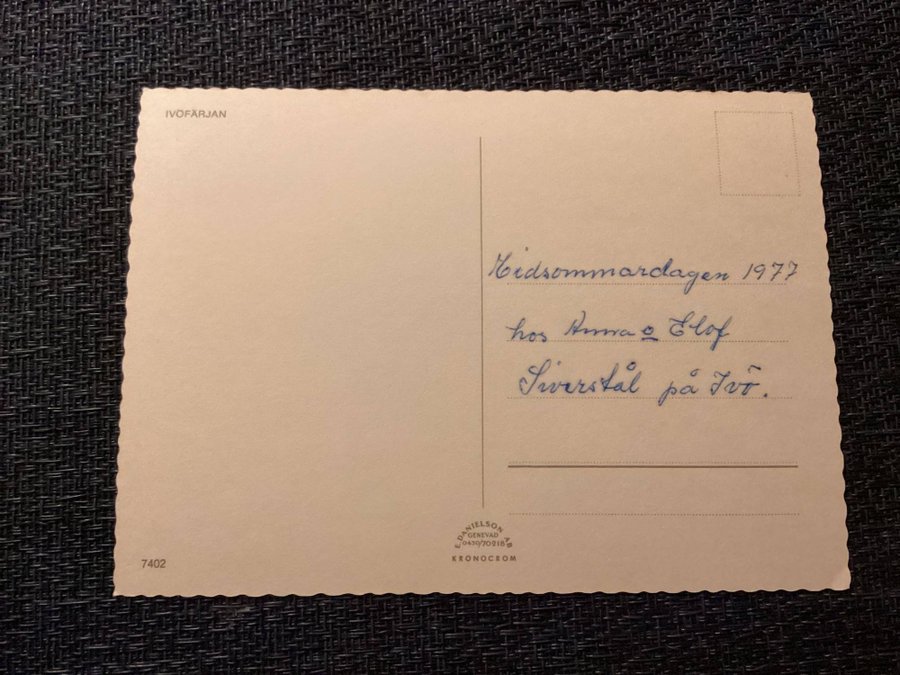 IVÖFÄRJAN
Midsommardagen 1977
hos Anna o Elof
Siverstål på Ivö.
E. DANIELSON AB
GENEVAD
0430/70218
KRONOCROM
7402